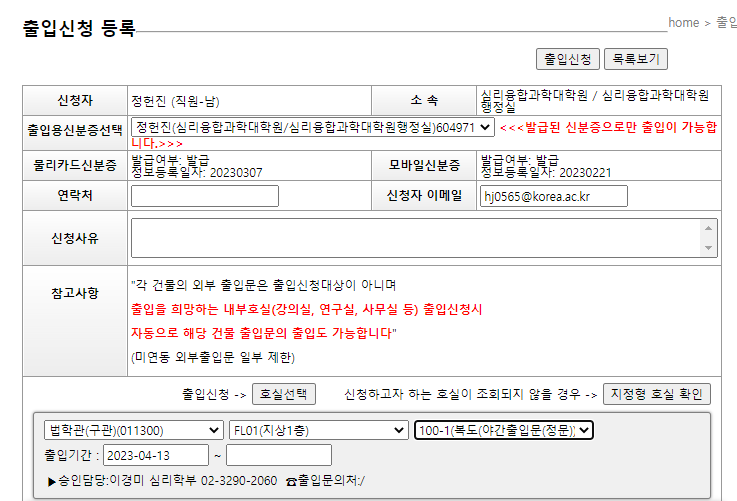 출입신청 등록
home > 출입
출입신청 목록보기
신청자 정헌진 (직원-남) 소 속 심리융합과학대학원 / 심리융합과학대학원
행정실
출입용신분증선택 정헌진(심리융합과학대학원/심리융합과학대학원행정실)604971 <<<발급된 신분증으로만 출입이 가능합
니다.>>>
물리카드신분증 발급여부: 발급 모바일신분증 발급여부: 발급
정보등록일자: 20230307 정보등록일자: 20230221
연락처 신청자 이메일 hj0565@korea.ac.kr
신청사유
참고사항 "각 건물의 외부 출입문은 출입신청대상이 아니며
출입을 희망하는 내부호실(강의실, 연구실, 사무실 등) 출입신청시
자동으로 해당 건물 출입문의 출입도 가능합니다"
(미연동 외부출입문 일부 제한)
출입신청 -> 호실선택 신청하고자 하는 호실이 조회되지 않을 경우 -> 지정형 호실 확인
법학관(구관)(011300) FL01(지상1층) 100-1(복도(야간출입문(정문))
출입기간 : 2023-04-13 ~
▶승인담당:이경미 심리학부 02-3290-2060 ☎출입문의처:/